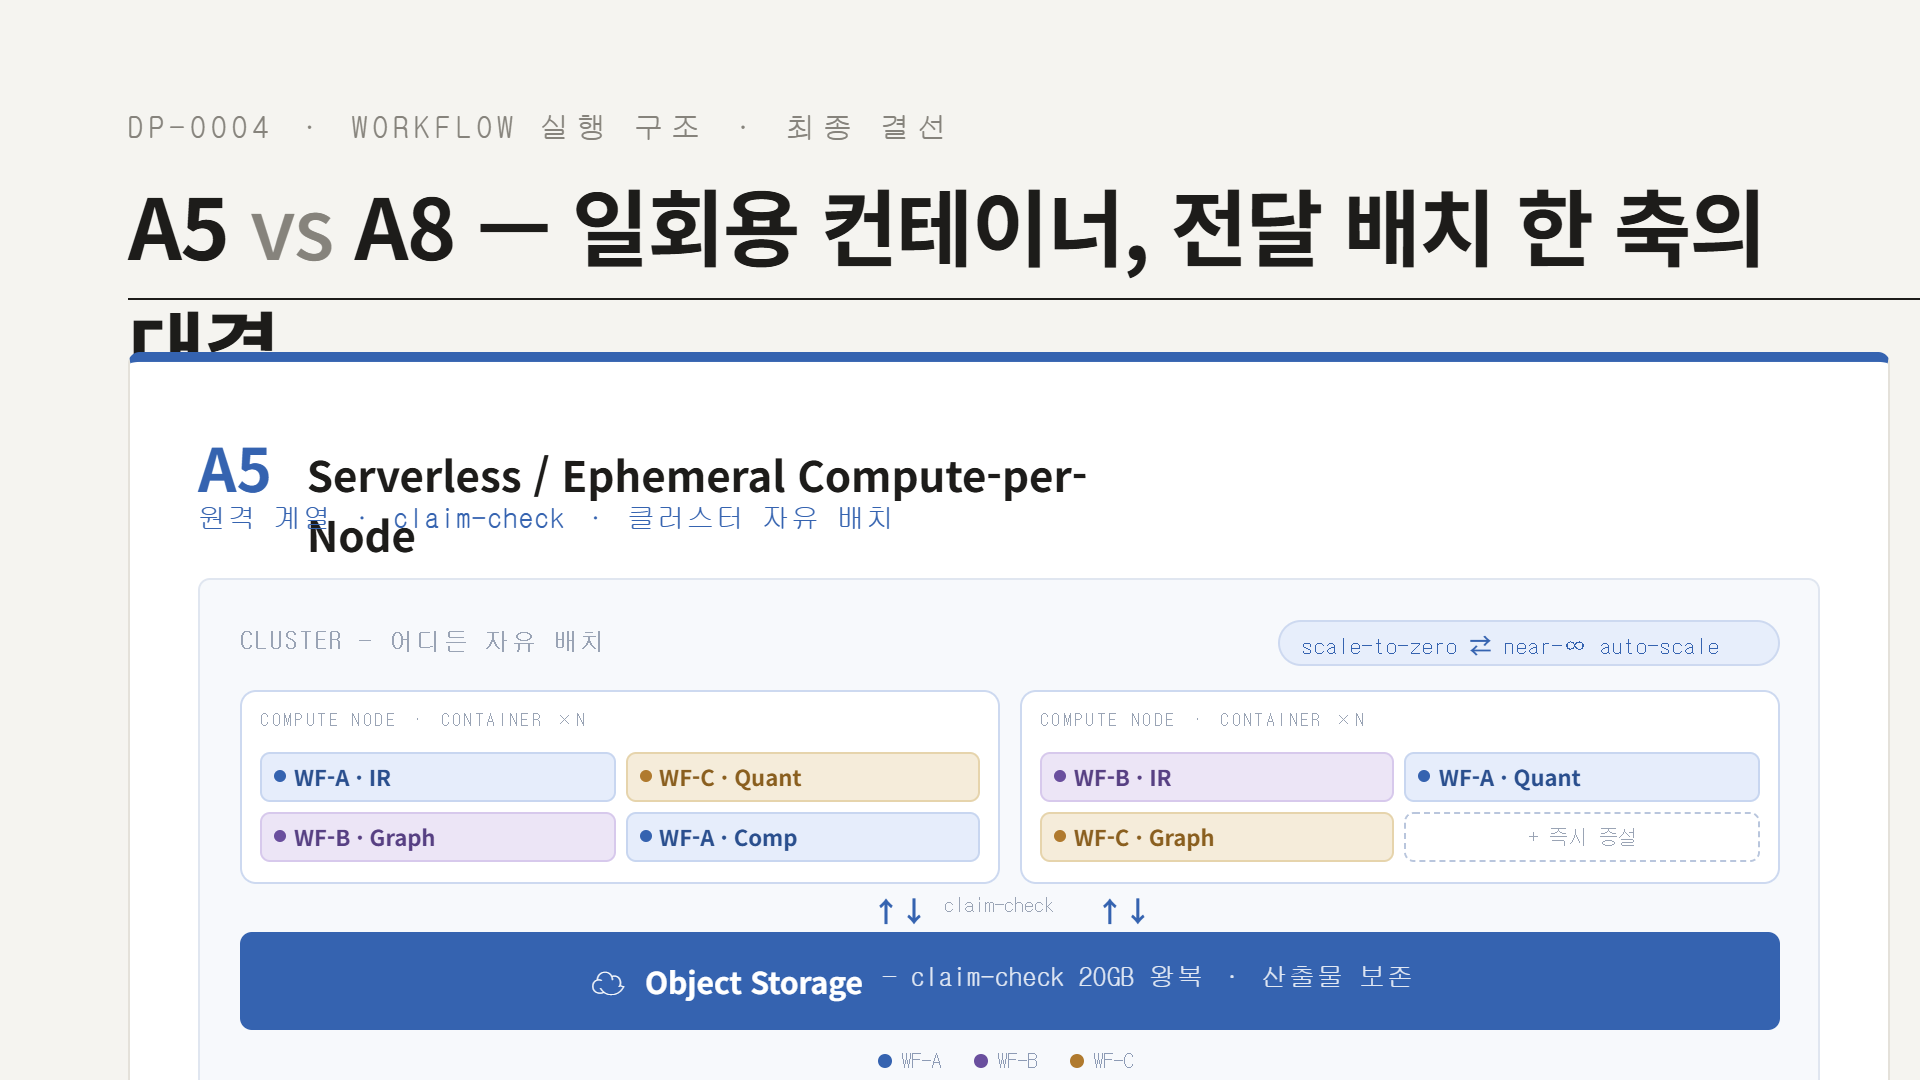 DP-0004 · WORKFLOW 실행 구조 · 최종 결선
A5 vs A8 — 일회용 컨테이너, 전달 배치 한 축의
대결
A5 Serverless / Ephemeral Compute-per-
Node
원격 계열 · claim-check · 클러스터 자유 배치
CLUSTER — 어디든 자유 배치
scale-to-zero ⇄ near-∞ auto-scale
COMPUTE NODE · CONTAINER ×N
WF-A · IR
WF-C · Quant
WF-B · Graph
WF-A · Comp
COMPUTE NODE · CONTAINER ×N
WF-B · IR
WF-A · Quant
WF-C · Graph
+ 즉시 증설
↑↓ claim-check ↑↓
Object Storage — claim-check 20GB 왕복 · 산출물 보존
WF-A WF-B WF-C